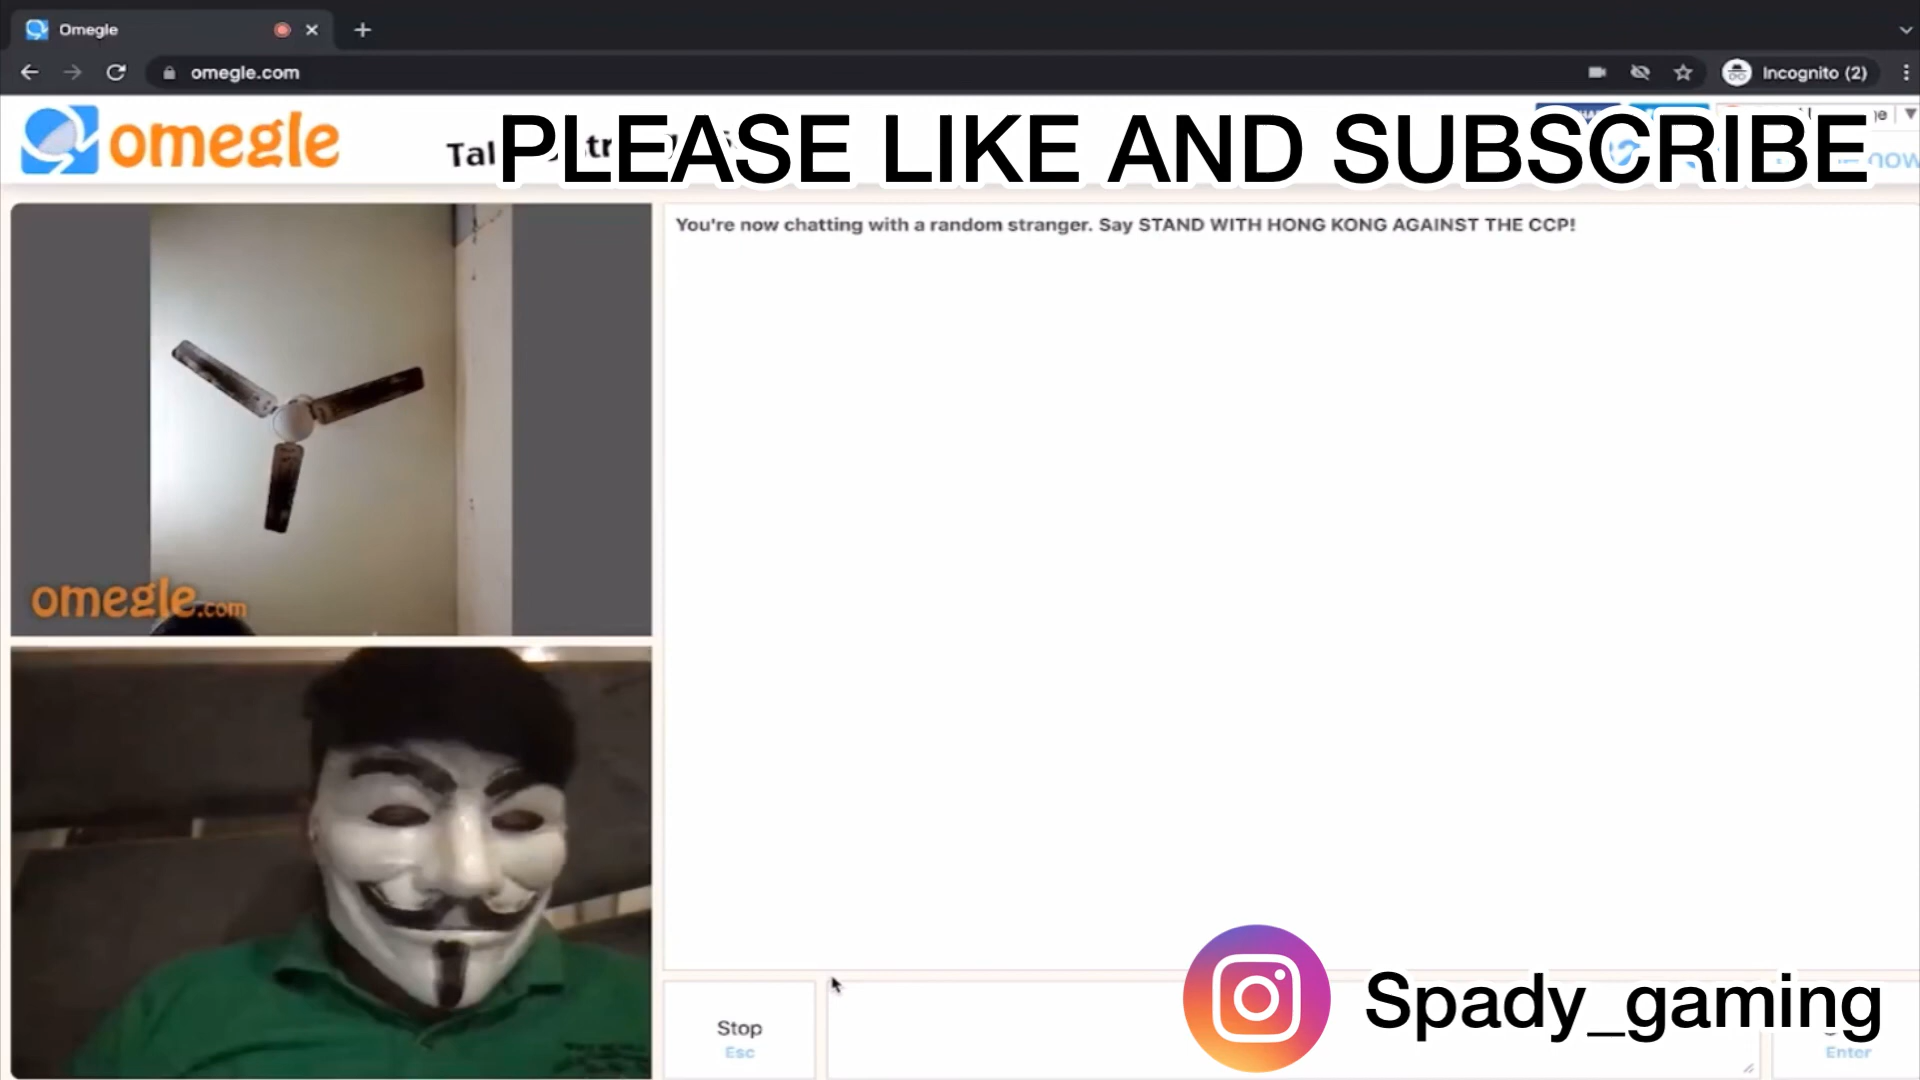 Omegle
omegle.com
Incognito (2)
omegle
PLEASE LIKE AND SUBSCRIBE
You're now chatting with a random stranger. Say STAND WITH HONG KONG AGAINST THE CCP!
omegle.com
Stop
Esc
Spady_gaming
Enter